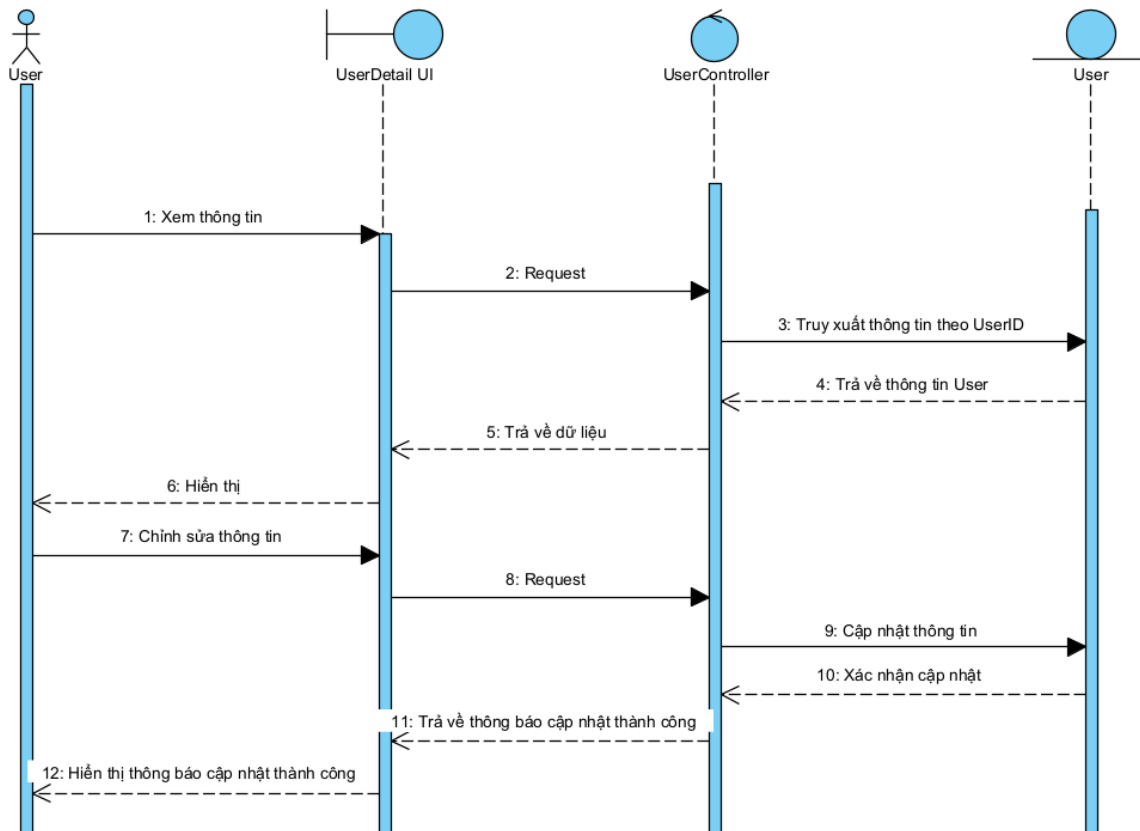 User
UserDetail UI
UserController
User
1: Xem thông tin
2: Request
3: Truy xuất thông tin theo UserID
4: Trả về thông tin User
5: Trả về dữ liệu
6: Hiển thị
7: Chỉnh sửa thông tin
8: Request
9: Cập nhật thông tin
10: Xác nhận cập nhật
11: Trả về thông báo cập nhật thành công
12: Hiển thị thông báo cập nhật thành công